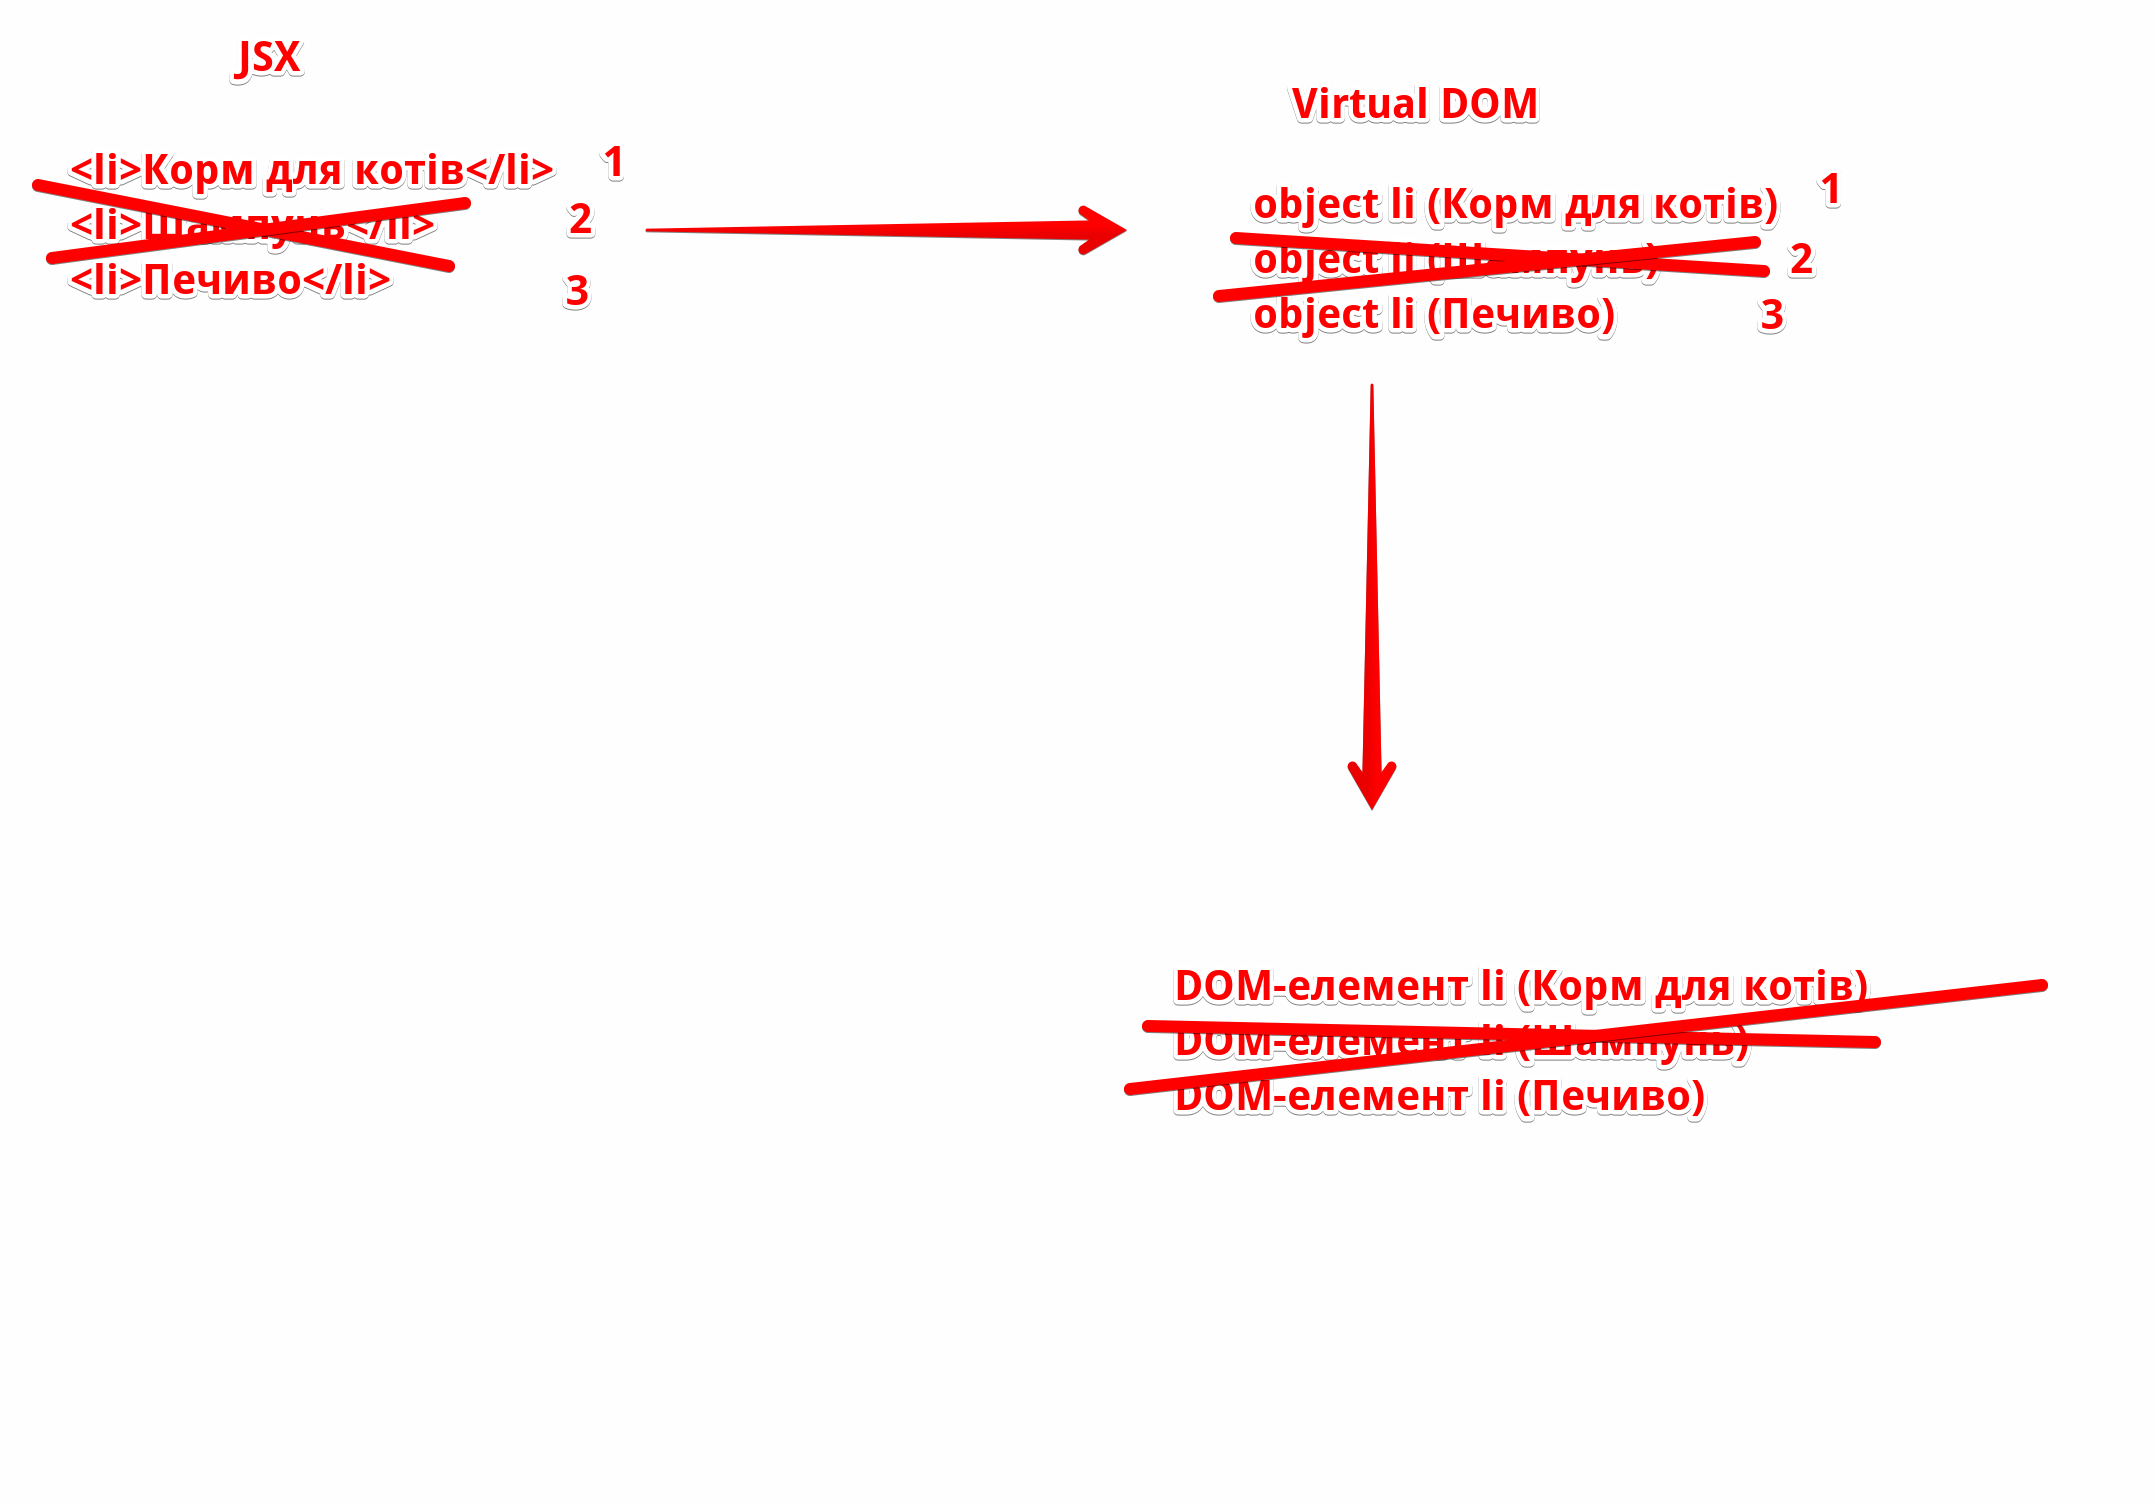 JSX
<li>Корм для котів</li> 1
<li>Шампунь</li> 2
<li>Печиво</li> 3
Virtual DOM
object li (Корм для котів) 1
object li (Шампунь) 2
object li (Печиво) 3
DOM-елемент li (Корм для котів)
DOM-елемент li (Шампунь)
DOM-елемент li (Печиво)